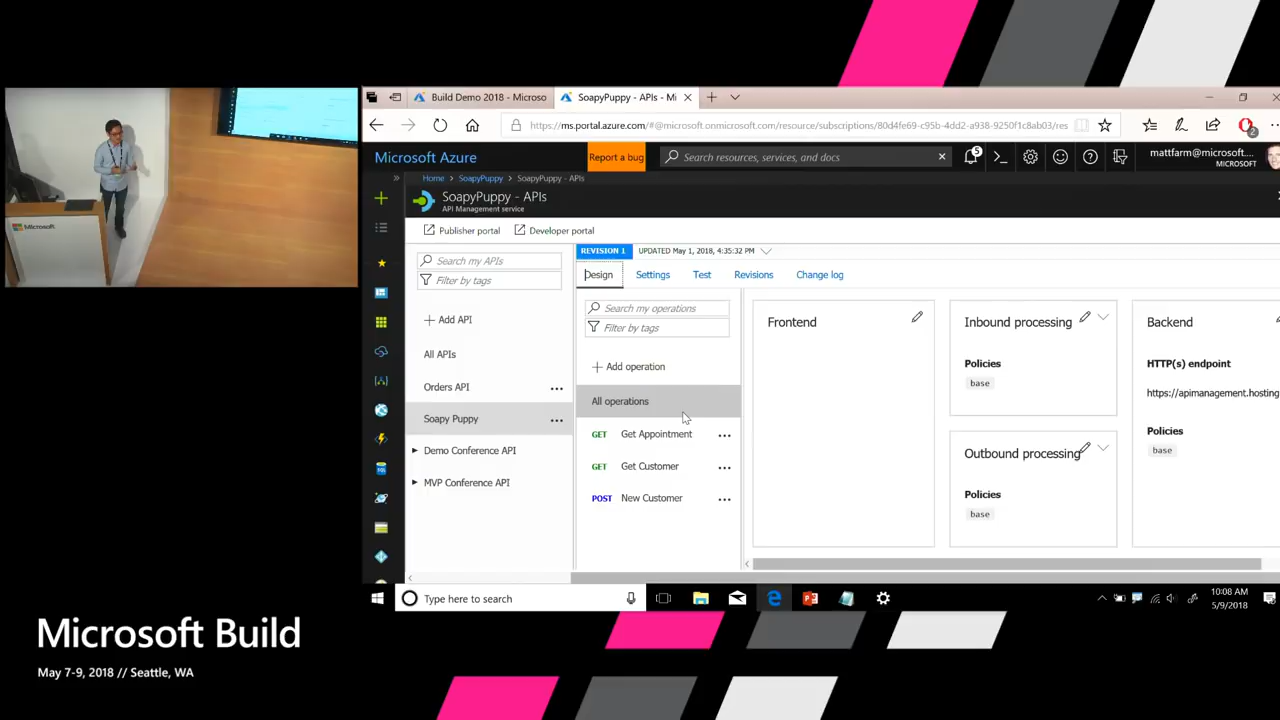 Build Demo 2018 - Microso
SoapyPuppy - APIs - Mi
https://ms.portal.azure.com/#@microsoft.onmicrosoft.com/resource/subscriptions/80d4fe69-c95b-4dd2-a938-9250f1c8ab03/res
Microsoft Azure
Report a bug
Search resources, services, and docs
5
mattfarm@microsoft....
MICROSOFT
Home > SoapyPuppy > SoapyPuppy - APIs
SoapyPuppy - APIs
API Management service
Publisher portal
Developer portal
Search my APIs
Filter by tags
Add API
All APIs
Orders API
Soapy Puppy
Demo Conference API
MVP Conference API
REVISION 1
UPDATED May 1, 2018, 4:35:32 PM
Design
Settings
Test
Revisions
Change log
Search my operations
Filter by tags
Add operation
All operations
GET Get Appointment
GET Get Customer
POST New Customer
Frontend
Inbound processing
Policies
base
Outbound processing
Policies
base
Backend
HTTP(s) endpoint
https://apimanagement.hosting
Policies
base
Type here to search
10:08 AM
5/9/2018
Microsoft
Microsoft Build
May 7-9, 2018 // Seattle, WA